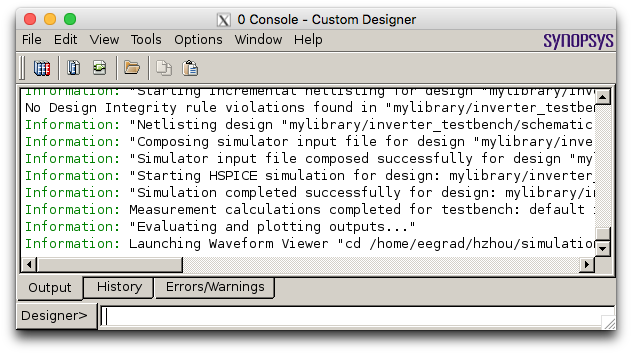 0 Console - Custom Designer
File Edit View Tools Options Window Help
SYNOPSYS
Information: "Starting incremental netlisting for design "mylibrary/inve
No Design Integrity rule violations found in "mylibrary/inverter_testben
Information: "Netlisting design "mylibrary/inverter_testbench/schematic
Information: "Composing simulator input file for design "mylibrary/inve
Information: "Simulator input file composed successfully for design "my
Information: "Starting HSPICE simulation for design: mylibrary/inverter_
Information: "Simulation completed successfully for design: mylibrary/in
Information: Measurement calculations completed for testbench: default
Information: "Evaluating and plotting outputs..."
Information: Launching Waveform Viewer "cd /home/eegrad/hzhou/simulation
Output History Errors/Warnings
Designer>